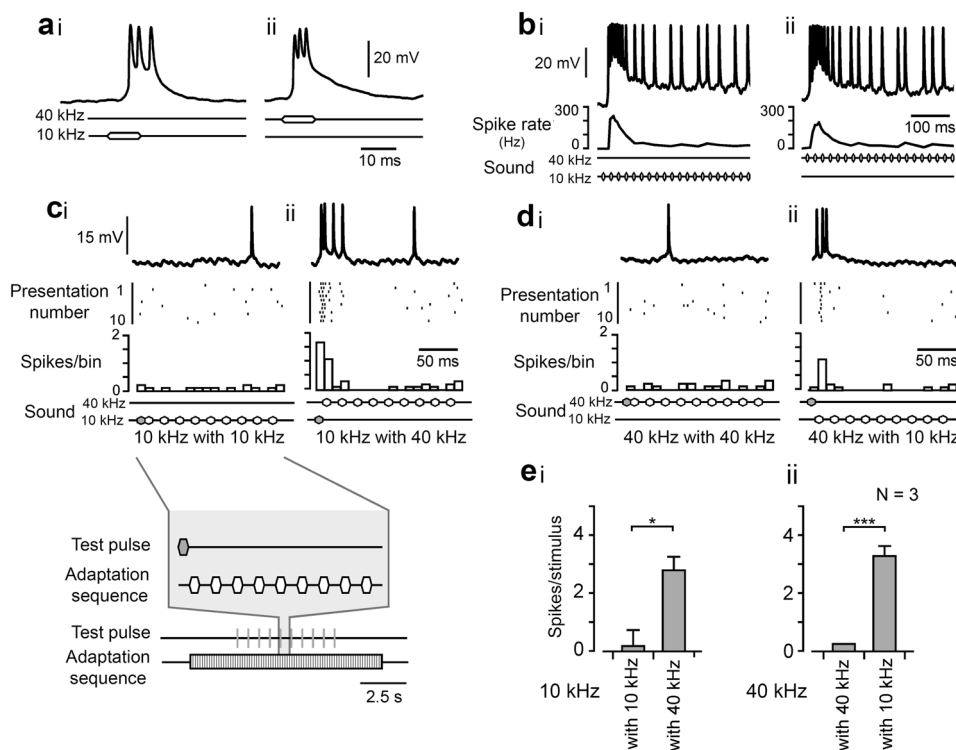 a i ii
20 mV
40 kHz
10 kHz
10 ms
b i ii
20 mV
300
0
Spike rate
(Hz)
300
0
100 ms
Sound
40 kHz
10 kHz
c i ii
15 mV
Presentation
number
1
10
Spikes/bin
2
0
50 ms
Sound
40 kHz
10 kHz
10 kHz with 10 kHz
10 kHz with 40 kHz
d i ii
Presentation
number
1
10
Spikes/bin
2
0
50 ms
Sound
40 kHz
10 kHz
40 kHz with 40 kHz
40 kHz with 10 kHz
Test pulse
Adaptation
sequence
Test pulse
Adaptation
sequence
2.5 s
e i ii
N = 3
Spikes/stimulus
4
2
0
*
10 kHz
with 10 kHz
with 40 kHz
4
2
0
***
40 kHz
with 40 kHz
with 10 kHz